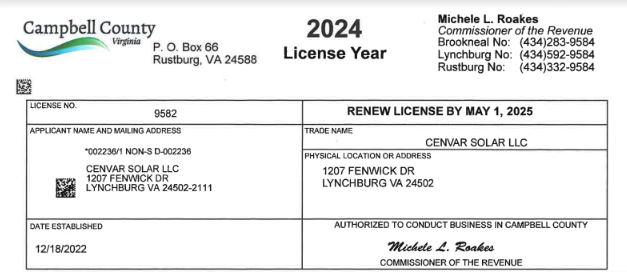 Campbell County
Virginia
P. O. Box 66
Rustburg, VA 24588
2024
License Year
Michele L. Roakes
Commissioner of the Revenue
Brookneal No: (434)283-9584
Lynchburg No: (434)592-9584
Rustburg No: (434)332-9584
LICENSE NO.
9582
RENEW LICENSE BY MAY 1, 2025
APPLICANT NAME AND MAILING ADDRESS
*002236/1 NON-S D-002236
CENVAR SOLAR LLC
1207 FENWICK DR
LYNCHBURG VA 24502-2111
TRADE NAME
CENVAR SOLAR LLC
PHYSICAL LOCATION OR ADDRESS
1207 FENWICK DR
LYNCHBURG VA 24502
DATE ESTABLISHED
12/18/2022
AUTHORIZED TO CONDUCT BUSINESS IN CAMPBELL COUNTY
Michele L. Roakes
COMMISSIONER OF THE REVENUE